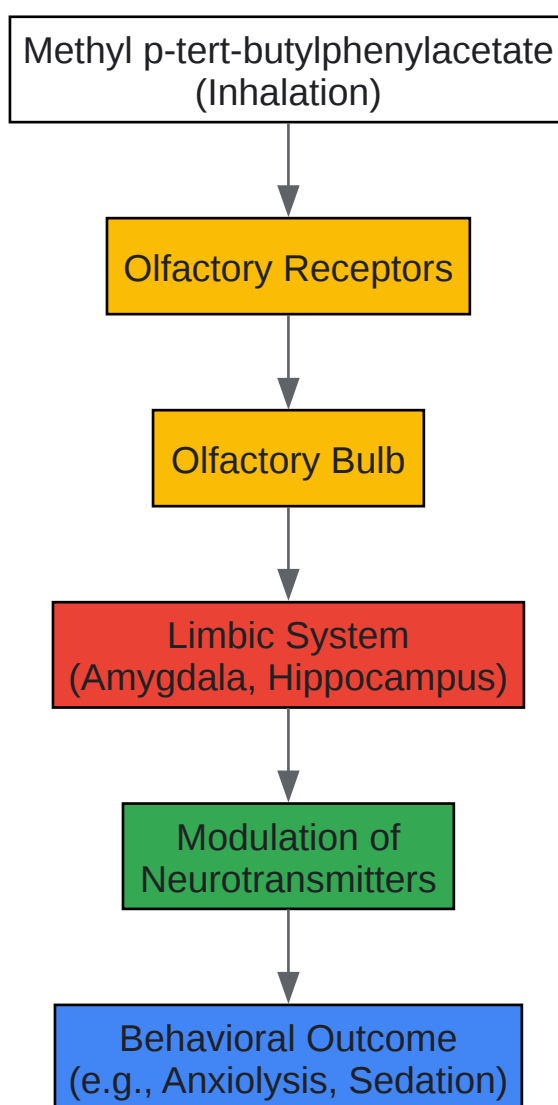 Methyl p-tert-butylphenylacetate
(Inhalation)
Olfactory Receptors
Olfactory Bulb
Limbic System
(Amygdala, Hippocampus)
Modulation of
Neurotransmitters
Behavioral Outcome
(e.g., Anxiolysis, Sedation)